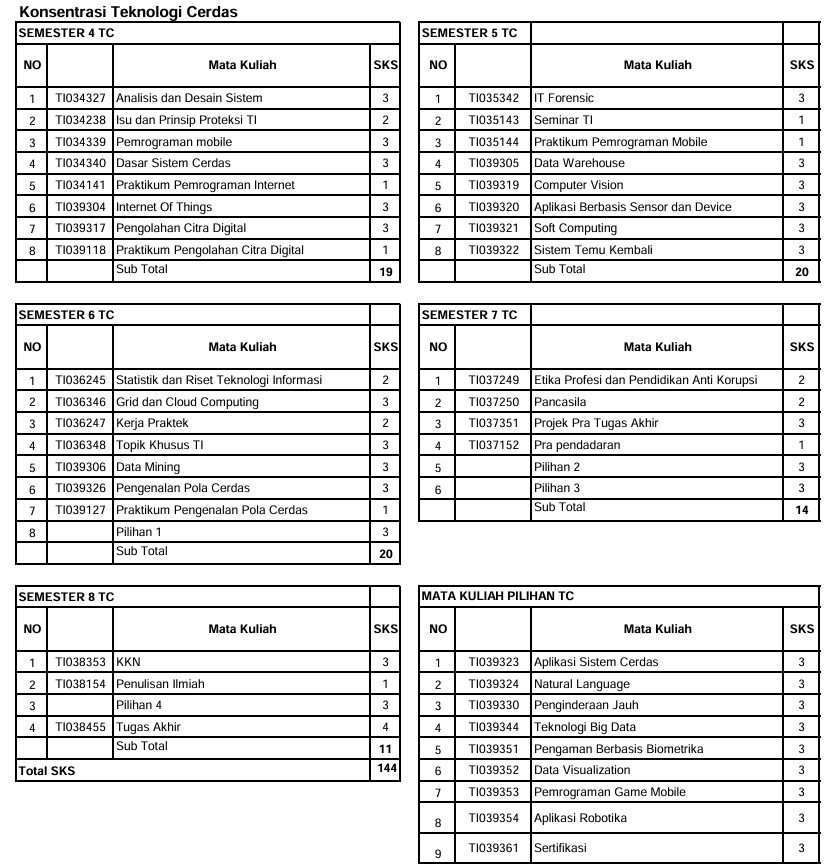 Konsentrasi Teknologi Cerdas
SEMESTER 4 TC
NO Mata Kuliah SKS
1 TI034327 Analisis dan Desain Sistem 3
2 TI034238 Isu dan Prinsip Proteksi TI 2
3 TI034339 Pemrograman mobile 3
4 TI034340 Dasar Sistem Cerdas 3
5 TI034141 Praktikum Pemrograman Internet 1
6 TI039304 Internet Of Things 3
7 TI039317 Pengolahan Citra Digital 3
8 TI039118 Praktikum Pengolahan Citra Digital 1
Sub Total 19
SEMESTER 5 TC
NO Mata Kuliah SKS
1 TI035342 IT Forensic 3
2 TI035143 Seminar TI 1
3 TI035144 Praktikum Pemrograman Mobile 1
4 TI039305 Data Warehouse 3
5 TI039319 Computer Vision 3
6 TI039320 Aplikasi Berbasis Sensor dan Device 3
7 TI039321 Soft Computing 3
8 TI039322 Sistem Temu Kembali 3
Sub Total 20
SEMESTER 6 TC
NO Mata Kuliah SKS
1 TI036245 Statistik dan Riset Teknologi Informasi 2
2 TI036346 Grid dan Cloud Computing 3
3 TI036247 Kerja Praktek 2
4 TI036348 Topik Khusus TI 3
5 TI039306 Data Mining 3
6 TI039326 Pengenalan Pola Cerdas 3
7 TI039127 Praktikum Pengenalan Pola Cerdas 1
8 Pilihan 1 3
Sub Total 20
SEMESTER 7 TC
NO Mata Kuliah SKS
1 TI037249 Etika Profesi dan Pendidikan Anti Korupsi 2
2 TI037250 Pancasila 2
3 TI037351 Projek Pra Tugas Akhir 3
4 TI037152 Pra pendadaran 1
5 Pilihan 2 3
6 Pilihan 3 3
Sub Total 14
SEMESTER 8 TC
NO Mata Kuliah SKS
1 TI038353 KKN 3
2 TI038154 Penulisan Ilmiah 1
3 Pilihan 4 3
4 TI038455 Tugas Akhir 4
Sub Total 11
Total SKS 144
MATA KULIAH PILIHAN TC
NO Mata Kuliah SKS
1 TI039323 Aplikasi Sistem Cerdas 3
2 TI039324 Natural Language 3
3 TI039330 Penginderaan Jauh 3
4 TI039344 Teknologi Big Data 3
5 TI039351 Pengaman Berbasis Biometrika 3
6 TI039352 Data Visualization 3
7 TI039353 Pemrograman Game Mobile 3
8 TI039354 Aplikasi Robotika 3
9 TI039361 Sertifikasi 3